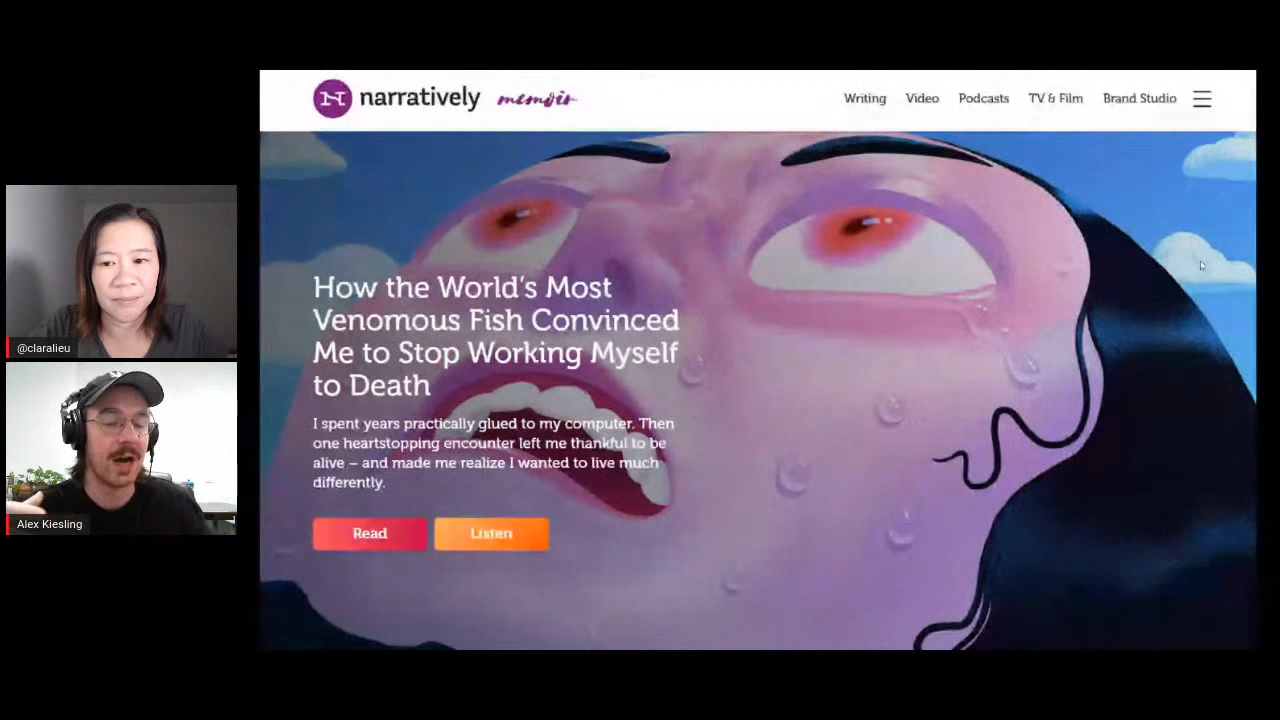 narratively memoir
Writing Video Podcasts TV & Film Brand Studio
How the World's Most
Venomous Fish Convinced
Me to Stop Working Myself
to Death
I spent years practically glued to my computer. Then
one heartstopping encounter left me thankful to be
alive – and made me realize I wanted to live much
differently.
Read Listen
@claralieu
Alex Kiesling